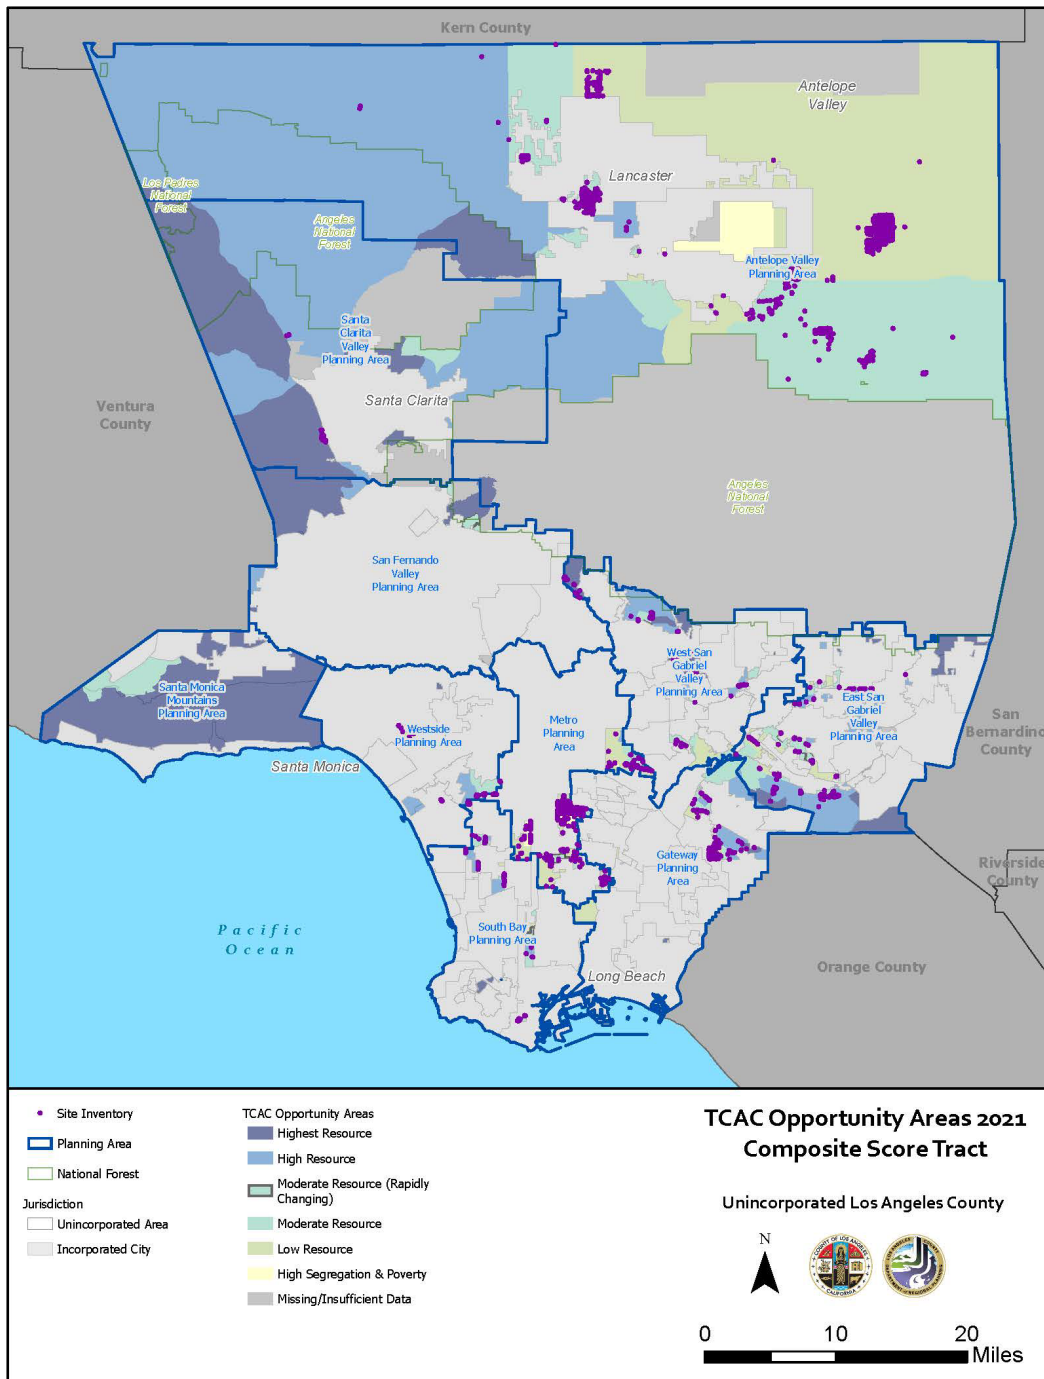 Kern County
Antelope
Valley
Lancaster
Los Padres
National
Forest
Angeles
National
Forest
Antelope Valley
Planning Area
Santa
Clarita
Valley
Planning Area
Santa Clarita
Ventura
County
Angeles
National
Forest
San Fernando
Valley
Planning Area
West San
Gabriel
Valley
Planning Area
Santa Monica
Mountains
Planning Area
East San
Gabriel
Valley
Planning Area
Metro
Planning
Area
Westside
Planning Area
San
Bernardino
County
Santa Monica
Gateway
Planning
Area
Riverside
County
Pacific
Ocean
South Bay
Planning Area
Long Beach
Orange County
Site Inventory
Planning Area
National Forest
Jurisdiction
Unincorporated Area
Incorporated City
TCAC Opportunity Areas
Highest Resource
High Resource
Moderate Resource (Rapidly
Changing)
Moderate Resource
Low Resource
High Segregation & Poverty
Missing/Insufficient Data
TCAC Opportunity Areas 2021
Composite Score Tract
Unincorporated Los Angeles County
N
COUNTY OF LOS ANGELES
CALIFORNIA
0 10 20
Miles